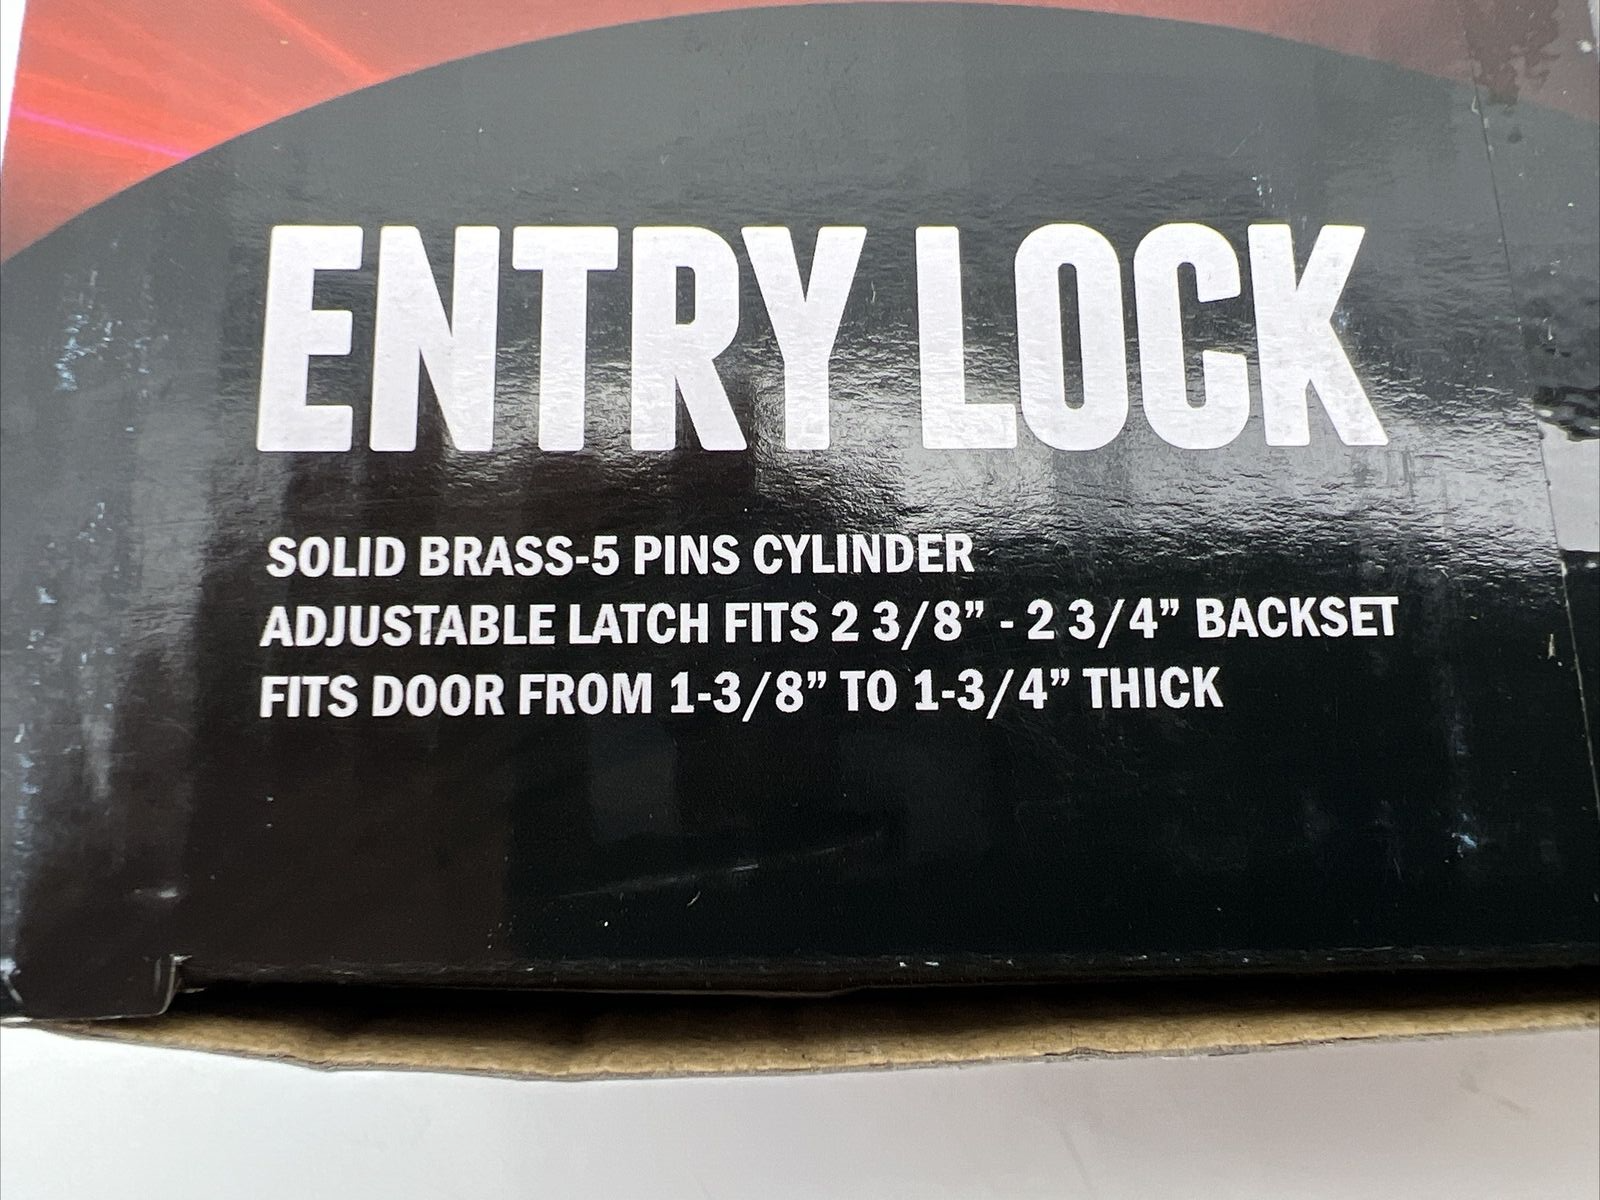 ENTRY LOCK
SOLID BRASS-5 PINS CYLINDER
ADJUSTABLE LATCH FITS 2 3/8” - 2 3/4” BACKSET
FITS DOOR FROM 1-3/8” TO 1-3/4” THICK